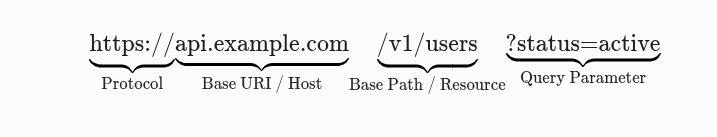 https://api.example.com /v1/users ?status=active
Protocol Base URI / Host Base Path / Resource Query Parameter